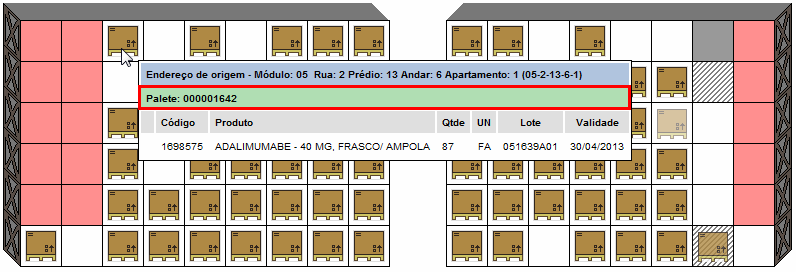 Endereço de origem - Módulo: 05 Rua: 2 Prédio: 13 Andar: 6 Apartamento: 1 (05-2-13-6-1)
Palete: 000001642
Código Produto Qtde UN Lote Validade
1698575 ADALIMUMABE - 40 MG, FRASCO/ AMPOLA 87 FA 051639A01 30/04/2013